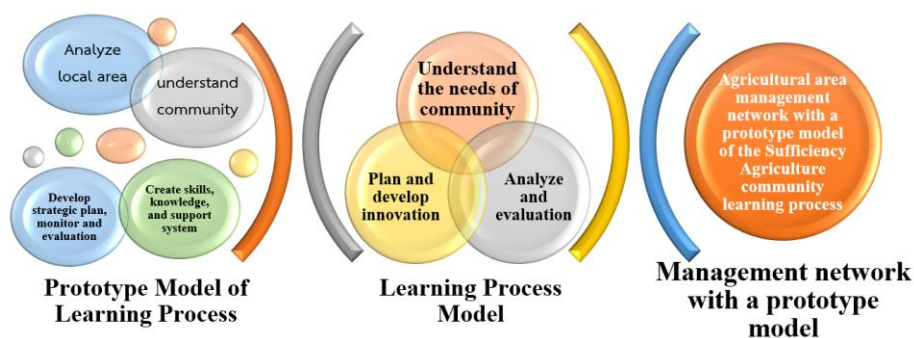 Analyze
local area
understand
community
Develop
strategic plan,
monitor and
evaluation
Create skills,
knowledge,
and support
system
Prototype Model of
Learning Process
Understand
the needs of
community
Plan and
develop
innovation
Analyze
and
evaluation
Learning Process
Model
Agricultural area
management
network with a
prototype model
of the Sufficiency
Agriculture
community
learning process
Management network
with a prototype
model